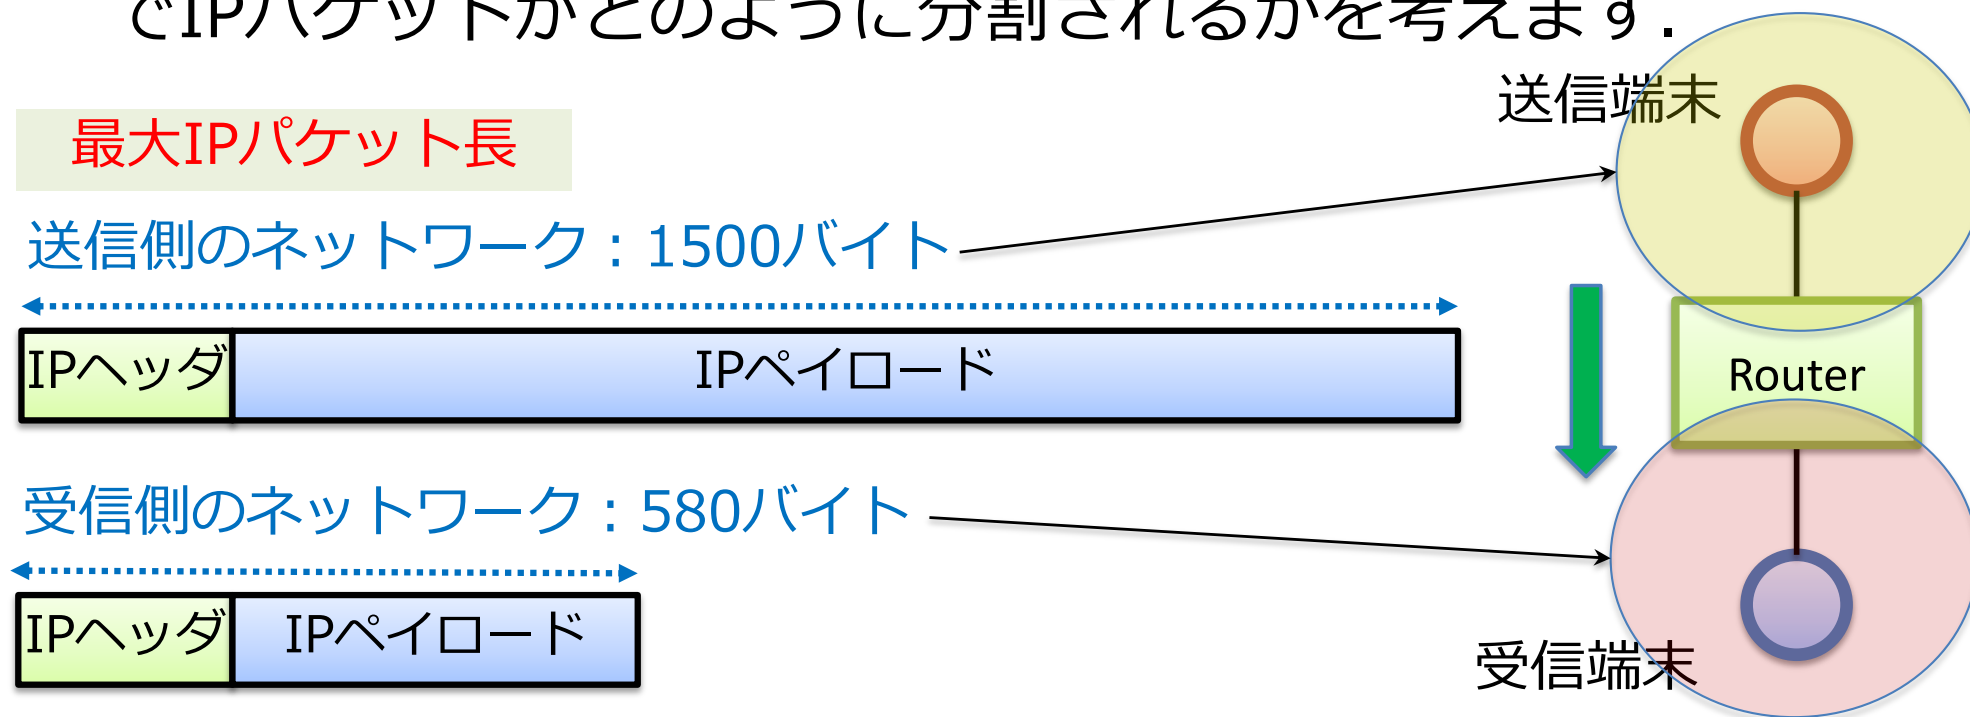 でIPパケットがどのように分割されるかを考えます.
送信端末
最大IPパケット長
送信側のネットワーク：1500バイト
IPヘッダ IPペイロード
Router
受信側のネットワーク：580バイト
IPヘッダ IPペイロード
受信端末